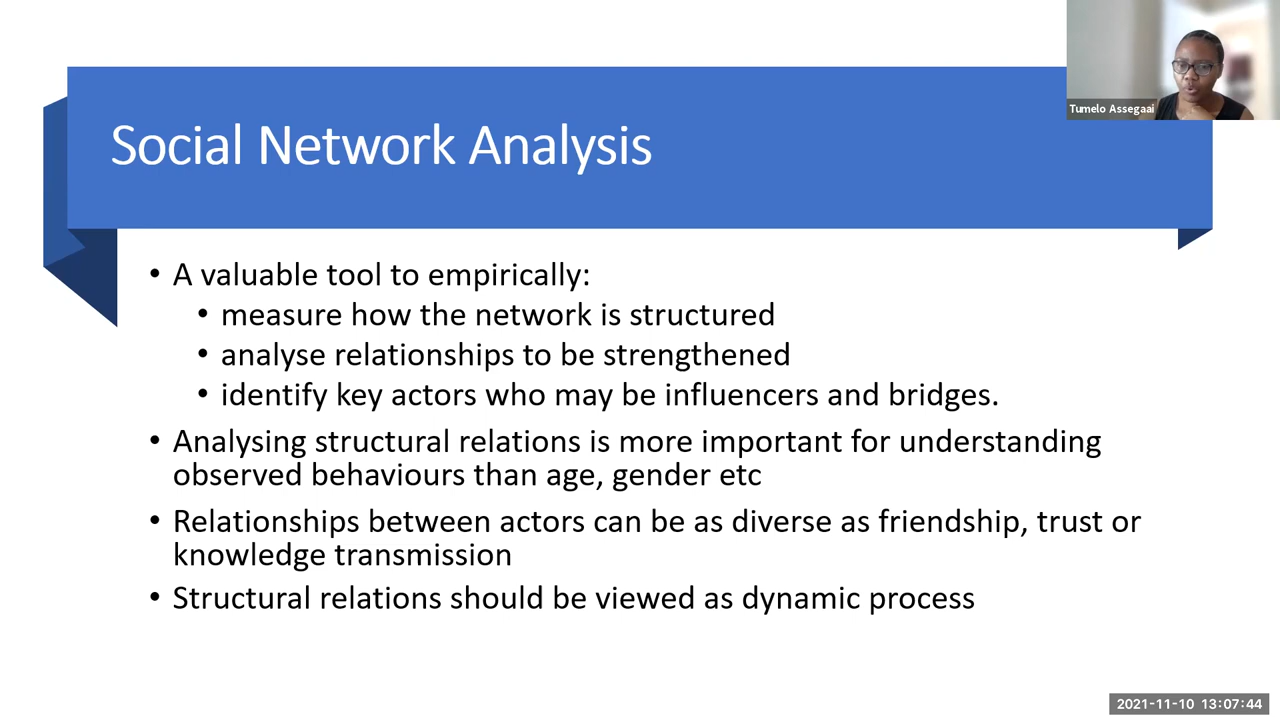 Tumelo Assegaai
Social Network Analysis
• A valuable tool to empirically:
• measure how the network is structured
• analyse relationships to be strengthened
• identify key actors who may be influencers and bridges.
• Analysing structural relations is more important for understanding
observed behaviours than age, gender etc
• Relationships between actors can be as diverse as friendship, trust or
knowledge transmission
• Structural relations should be viewed as dynamic process
2021-11-10 13:07:44